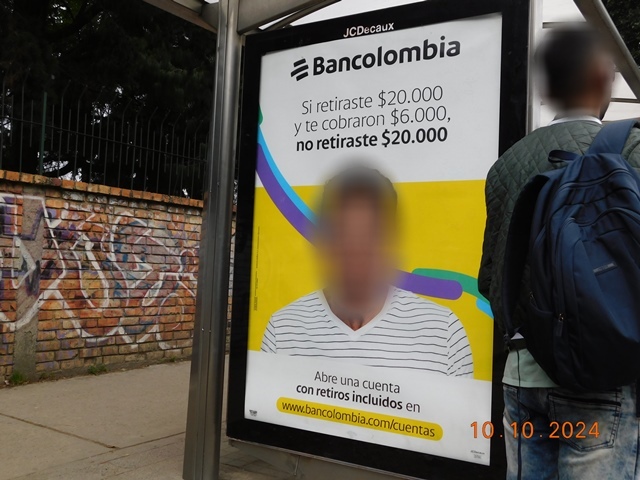 JCDecaux
Bancolombia
Si retiraste $20.000
y te cobraron $6.000,
no retiraste $20.000
Abre una cuenta
con retiros incluidos en
www.bancolombia.com/cuentas
10.10.2024